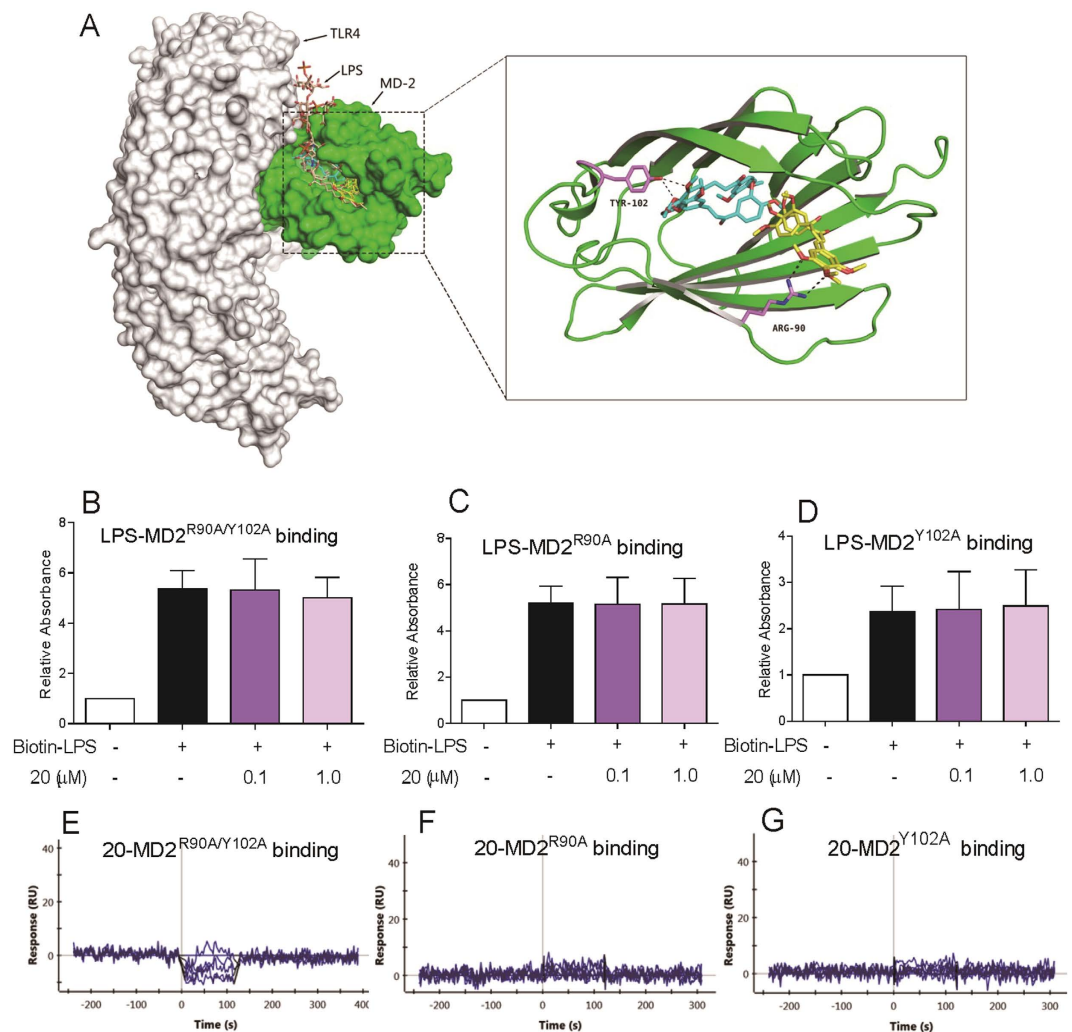 A
TLR4
LPS
MD-2
TYR-102
ARG-90
B
LPS-MD2R90A/Y102A binding
Relative Absorbance
8
6
4
2
0
Biotin-LPS - + + +
20 (μM) - - 0.1 1.0
C
LPS-MD2R90A binding
Relative Absorbance
8
6
4
2
0
Biotin-LPS - + + +
20 (μM) - - 0.1 1.0
D
LPS-MD2Y102A binding
Relative Absorbance
4
3
2
1
0
Biotin-LPS - + + +
20 (μM) - - 0.1 1.0
E
20-MD2R90A/Y102A binding
Response (RU)
40
20
0
-200 -100 0 100 200 300 400
Time (s)
F
20-MD2R90A binding
Response (RU)
40
20
0
-200 -100 0 100 200 300
Time (s)
G
20-MD2Y102A binding
Response (RU)
40
20
0
-200 -100 0 100 200 300
Time (s)